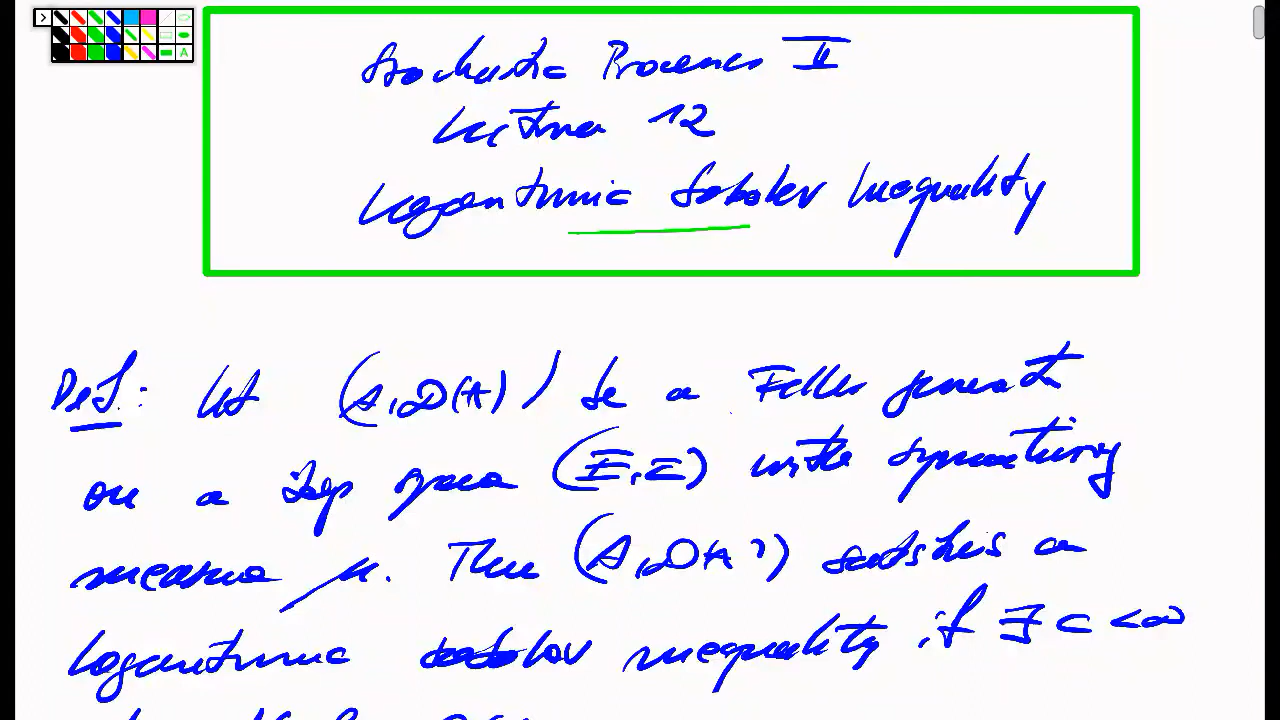 Stochastic Processes II
Lecture 12
Logarithmic Sobolev Inequality
Def: Let (A, D(A)) be a Feller generator
on a top space (E, Σ) with symmetrizing
measure μ. Then (A, D(A)) satisfies a
logarithmic Sobolev inequality if ∃ c < ∞